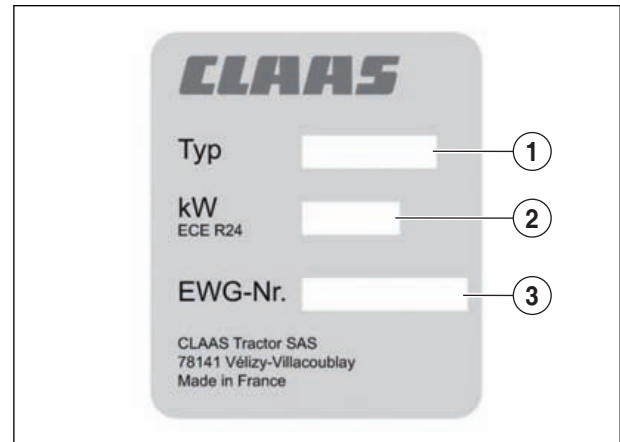 CLAAS
Typ 1
kW 2
ECE R24
EWG-Nr. 3
CLAAS Tractor SAS
78141 Vélizy-Villacoublay
Made in France